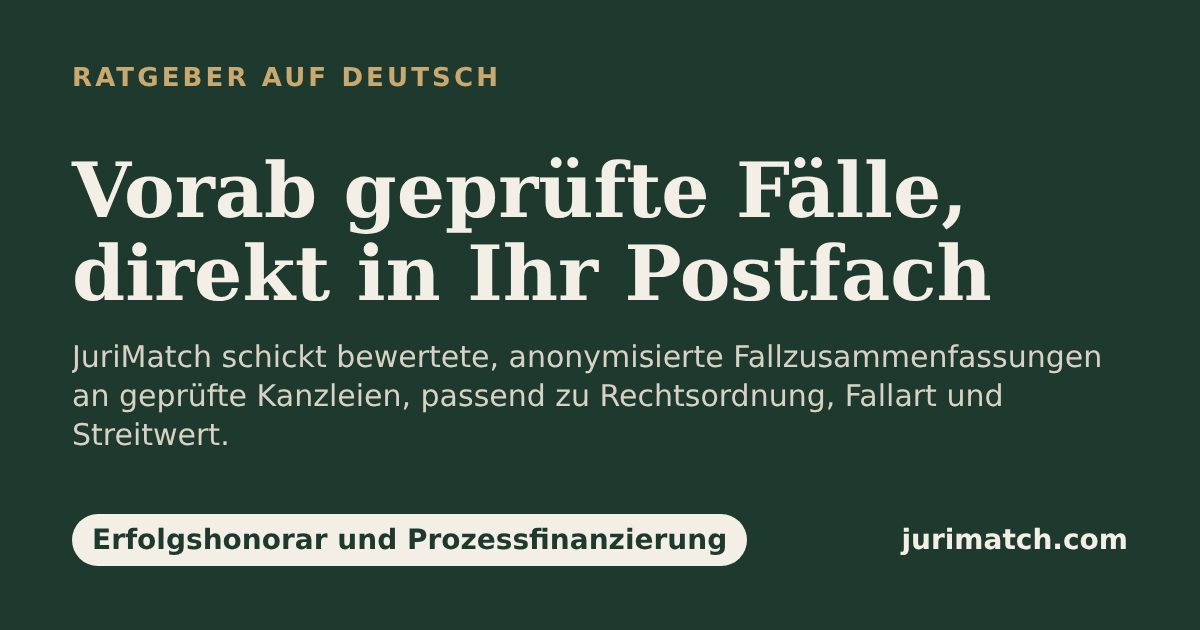 RATGEBER AUF DEUTSCH
Vorab geprüfte Fälle,
direkt in Ihr Postfach
JuriMatch schickt bewertete, anonymisierte Fallzusammenfassungen
an geprüfte Kanzleien, passend zu Rechtsordnung, Fallart und
Streitwert.
Erfolgshonorar und Prozessfinanzierung
jurimatch.com